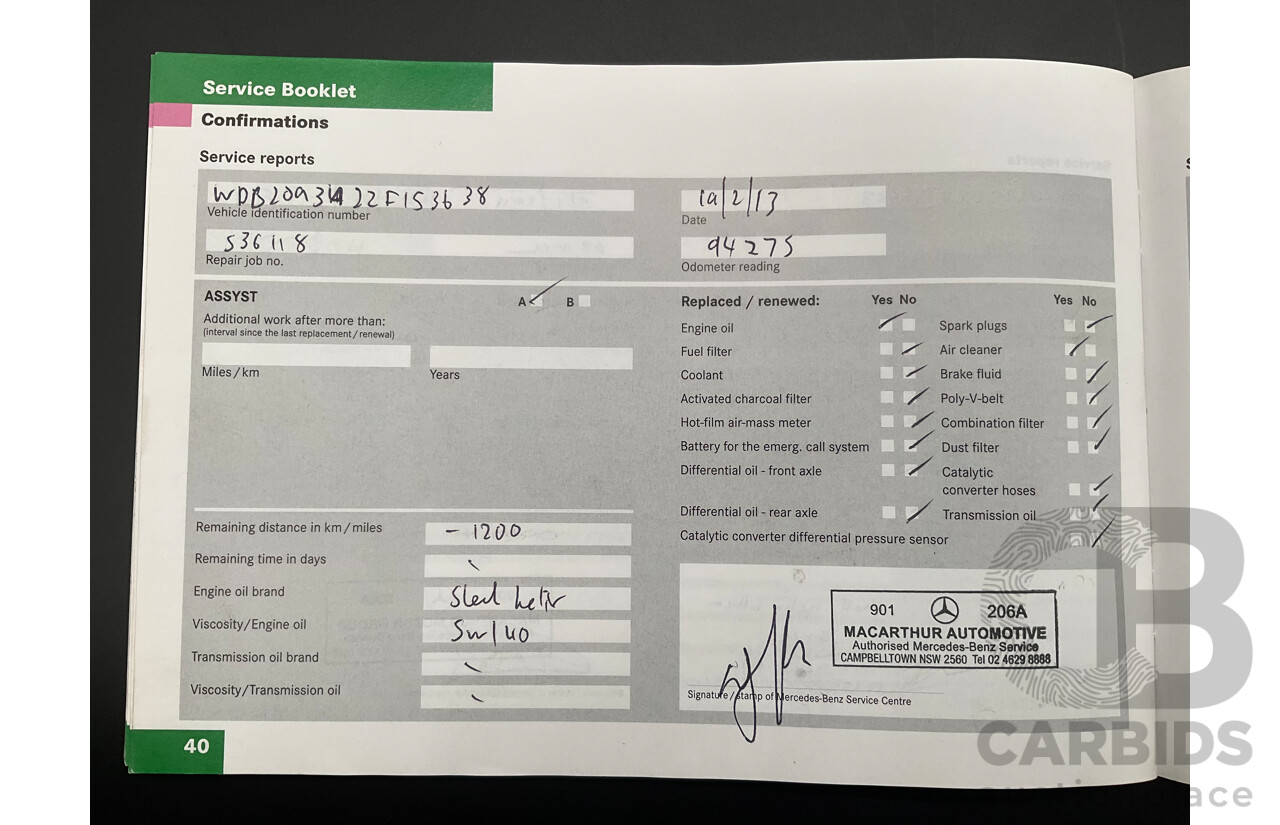 Service Booklet
Confirmations
Service reports
WDB2093422F153638
Vehicle identification number
19/2/13
Date
536118
Repair job no.
94275
Odometer reading
ASSYST
A
B
Additional work after more than:
(interval since the last replacement/renewal)
Miles/km
Years
Replaced / renewed:
Yes No
Yes No
Engine oil
Spark plugs
Fuel filter
Air cleaner
Coolant
Brake fluid
Activated charcoal filter
Poly-V-belt
Hot-film air-mass meter
Combination filter
Battery for the emerg. call system
Dust filter
Differential oil - front axle
Catalytic
converter hoses
Differential oil - rear axle
Transmission oil
Catalytic converter differential pressure sensor
Remaining distance in km/miles
- 1200
Remaining time in days
Engine oil brand
Viscosity/Engine oil
5w/40
Transmission oil brand
Viscosity/Transmission oil
901 206A
MACARTHUR AUTOMOTIVE
Authorised Mercedes-Benz Service
CAMPBELLTOWN NSW 2560 Tel 02 4629 8888
Signature/stamp of Mercedes-Benz Service Centre
40
CARBIDS